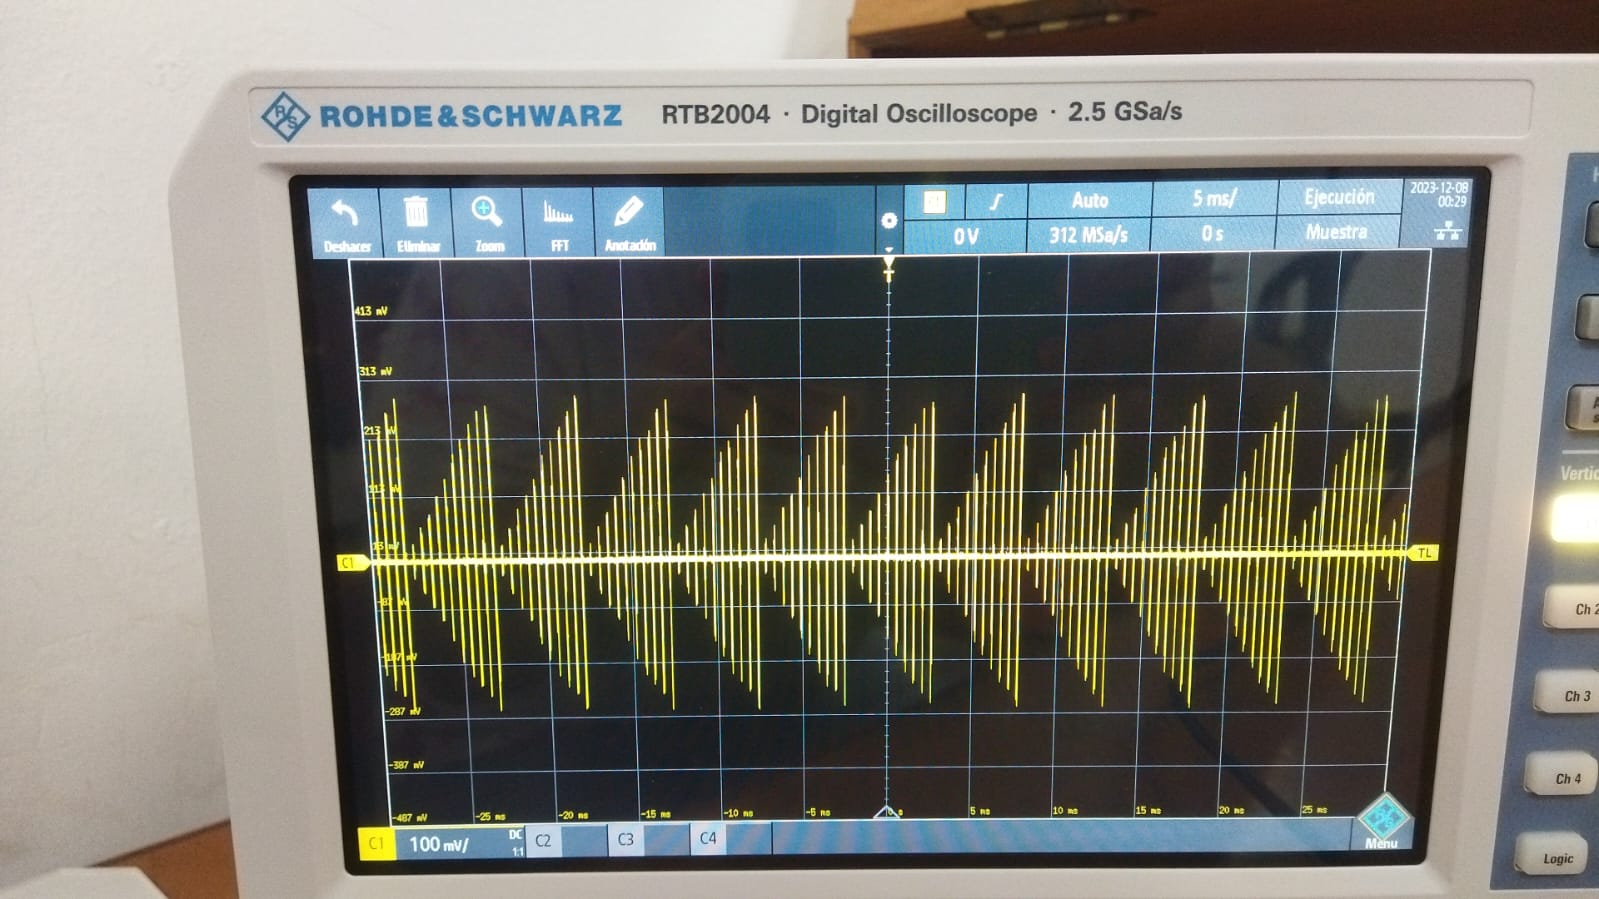 ROHDE&SCHWARZ RTB2004 · Digital Oscilloscope · 2.5 GSa/s
Deshacer Eliminar Zoom FFT Anotación
Auto 5 ms/ Ejecución
0 V 312 MSa/s 0 s Muestra
2023-12-08
00:29
T
413 mV
313 mV
213 mV
113 mV
13 mV
C1 TL
-87 mV
-187 mV
-287 mV
-387 mV
-487 mV -25 ms -20 ms -15 ms -10 ms -5 ms 0 s 5 ms 10 ms 15 ms 20 ms 25 ms
C1 100 mV/ DC
1:1
C2 C3 C4
Menu
Ch 3
Ch 4
Logic